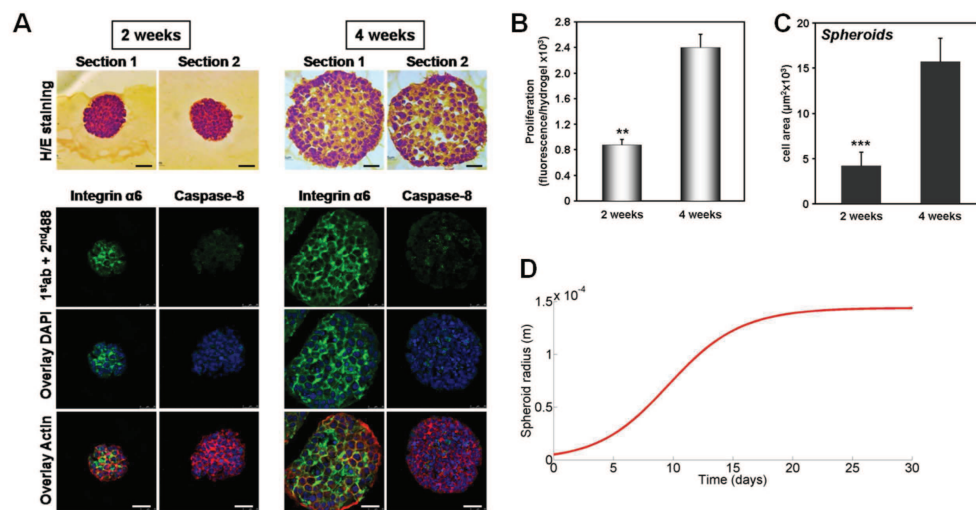 A
2 weeks
4 weeks
Section 1
Section 2
Section 1
Section 2
H/E staining
Integrin α6
Caspase-8
Integrin α6
Caspase-8
1ˢᵗab + 2ⁿᵈ488
Overlay DAPI
Overlay Actin
B
Proliferation
(fluorescence/hydrogel x10³)
2.8
2.4
2.0
1.6
1.2
0.8
0.4
0
**
2 weeks
4 weeks
C
Spheroids
cell area (µm²x10³)
20
15
10
5
0
***
2 weeks
4 weeks
D
Spheroid radius (m)
1.5 x 10⁻⁴
1
0.5
0
0
5
10
15
20
25
30
Time (days)